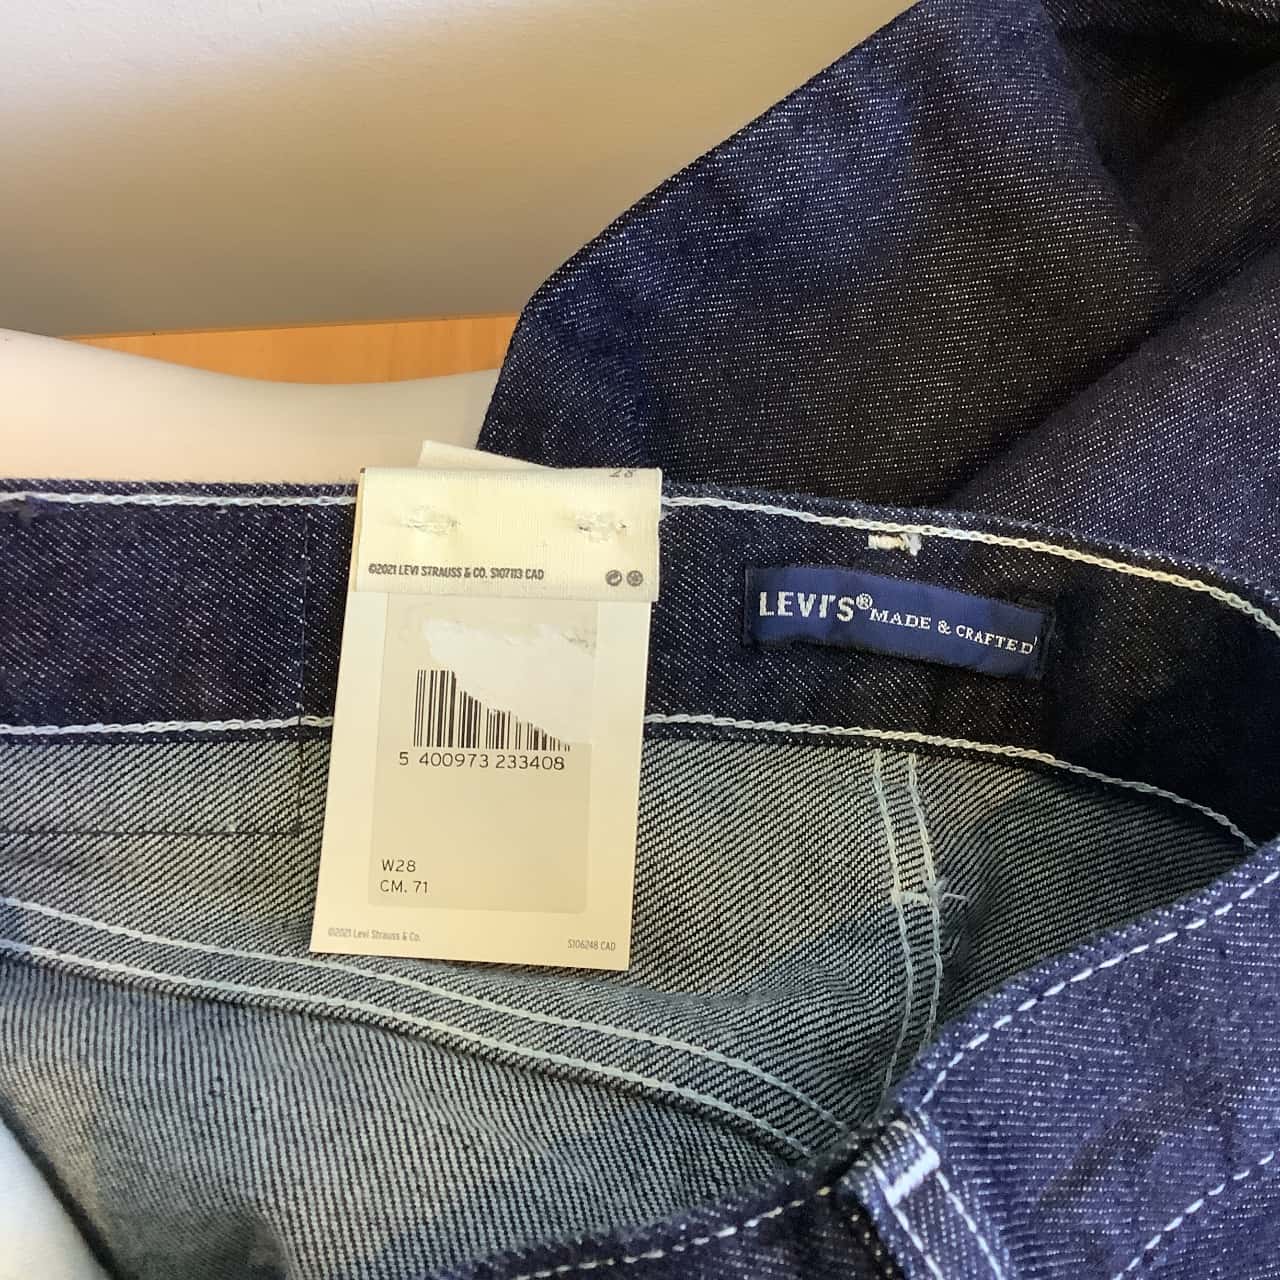 28
©2021 LEVI STRAUSS & CO. S107113 CAD
LEVI'S® MADE & CRAFTED
5 400973 233408
W28
CM. 71
©2021 Levi Strauss & Co.
S106248 CAD